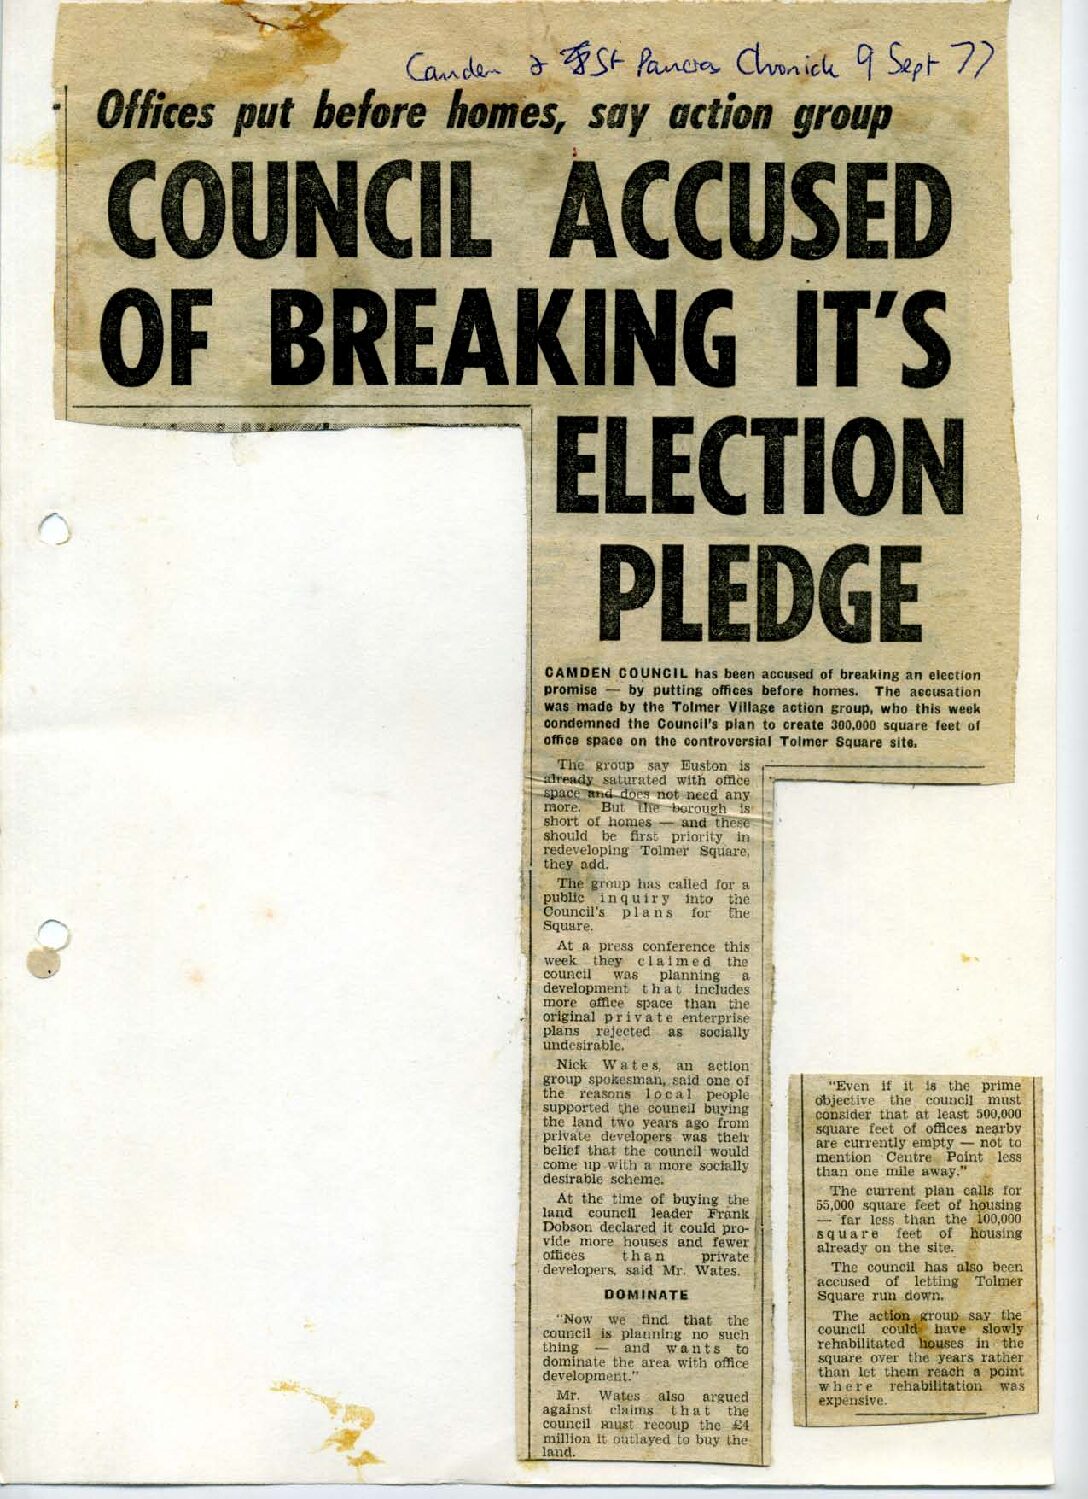 Camden & St Pancras Chronicle 9 Sept 77
Offices put before homes, say action group
COUNCIL ACCUSED
OF BREAKING IT'S
ELECTION
PLEDGE
CAMDEN COUNCIL has been accused of breaking an election
promise — by putting offices before homes. The accusation
was made by the Tolmer Village action group, who this week
condemned the Council's plan to create 300,000 square feet of
office space on the controversial Tolmer Square site.
The group say Euston is
already saturated with office
space and does not need any
more. But the borough is
short of homes — and these
should be first priority in
redeveloping Tolmer Square,
they add.
The group has called for a
public inquiry into the
Council's plans for the
Square.
At a press conference this
week they claimed the
council was planning a
development that includes
more office space than the
original private enterprise
plans rejected as socially
undesirable.
Nick Wates, an action
group spokesman, said one of
the reasons local people
supported the council buying
the land two years ago from
private developers was their
belief that the council would
come up with a more socially
desirable scheme.
At the time of buying the
land council leader Frank
Dobson declared it could pro-
vide more houses and fewer
offices than private
developers, said Mr. Wates.
DOMINATE
"Now we find that the
council is planning no such
thing — and wants to
dominate the area with office
development."
Mr. Wates also argued
against claims that the
council must recoup the £4
million it outlayed to buy the
land.
"Even if it is the prime
objective the council must
consider that at least 500,000
square feet of offices nearby
are currently empty — not to
mention Centre Point less
than one mile away."
The current plan calls for
55,000 square feet of housing
— far less than the 100,000
square feet of housing
already on the site.
The council has also been
accused of letting Tolmer
Square run down.
The action group say the
council could have slowly
rehabilitated houses in the
square over the years rather
than let them reach a point
where rehabilitation was
expensive.